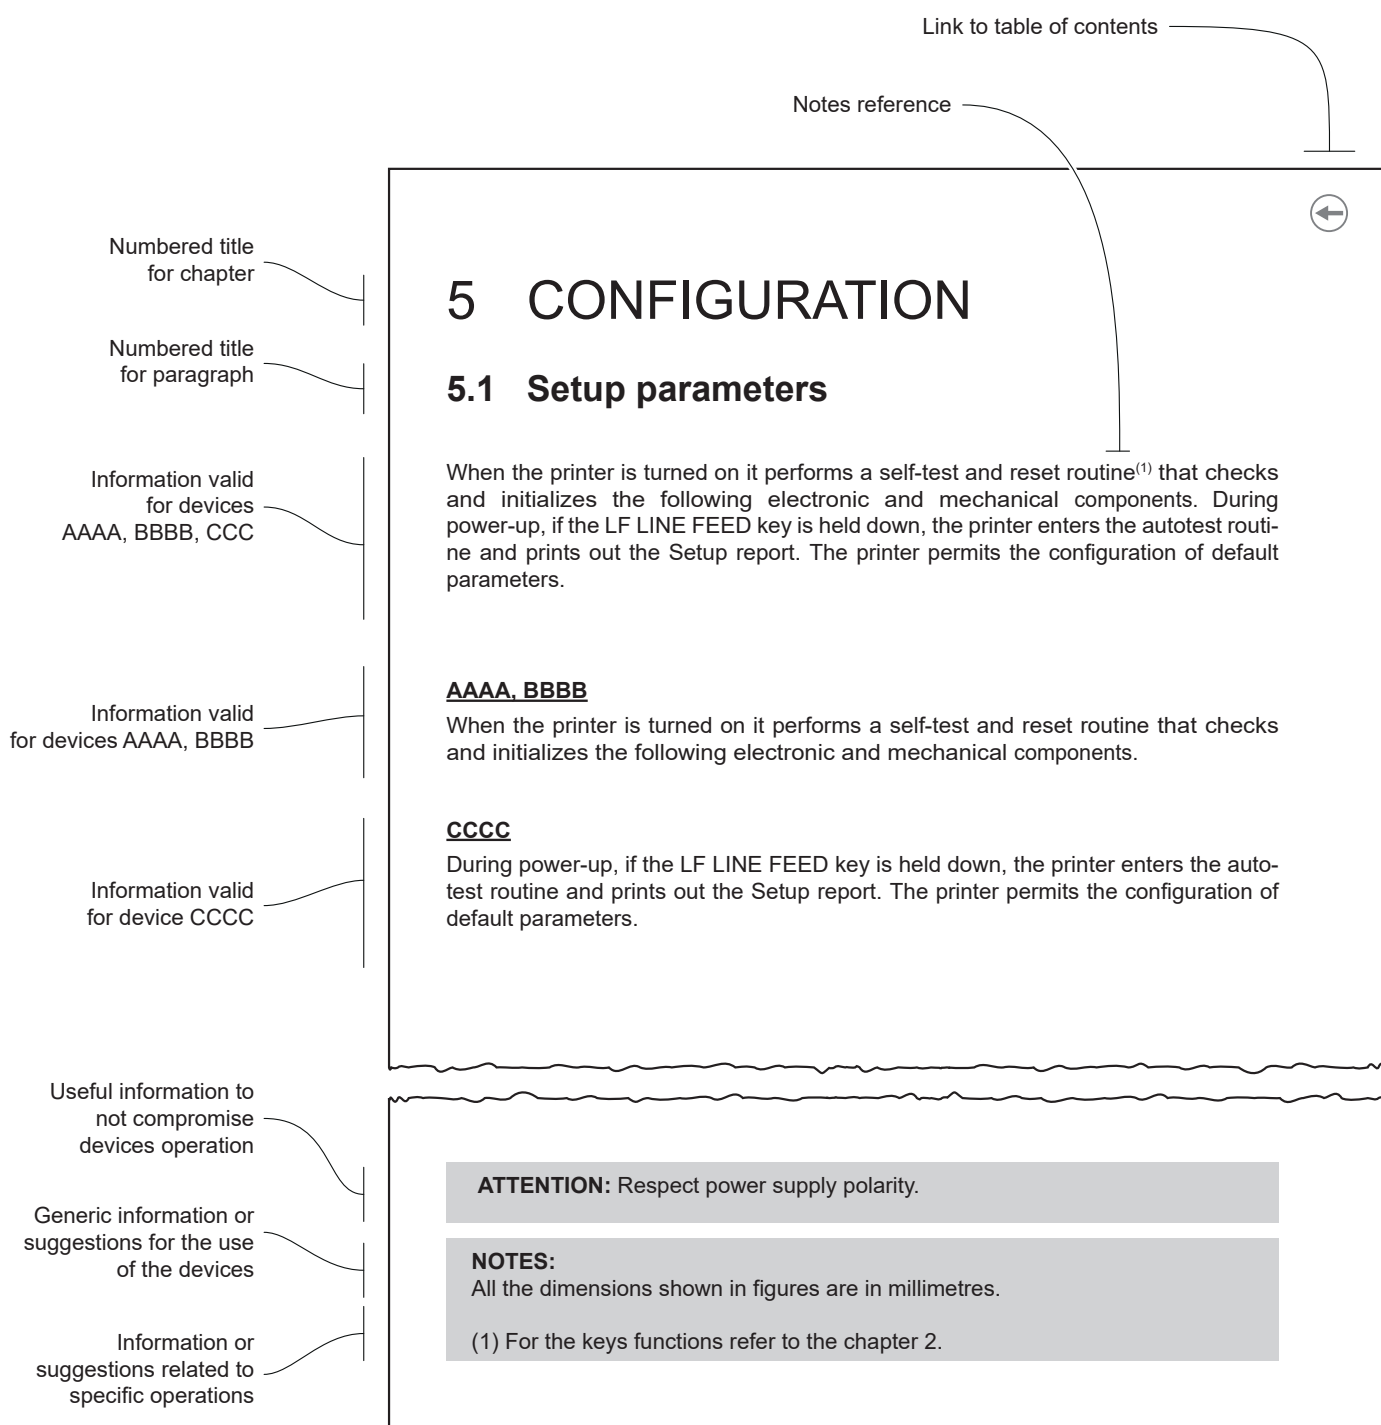 Link to table of contents
Notes reference
Numbered title
for chapter
5 CONFIGURATION
Numbered title
for paragraph
5.1 Setup parameters
Information valid
for devices
AAAA, BBBB, CCC
When the printer is turned on it performs a self-test and reset routine(1) that checks
and initializes the following electronic and mechanical components. During
power-up, if the LF LINE FEED key is held down, the printer enters the autotest routi-
ne and prints out the Setup report. The printer permits the configuration of default
parameters.
Information valid
for devices AAAA, BBBB
AAAA, BBBB
When the printer is turned on it performs a self-test and reset routine that checks
and initializes the following electronic and mechanical components.
Information valid
for device CCCC
CCCC
During power-up, if the LF LINE FEED key is held down, the printer enters the auto-
test routine and prints out the Setup report. The printer permits the configuration of
default parameters.
Useful information to
not compromise
devices operation
ATTENTION: Respect power supply polarity.
Generic information or
suggestions for the use
of the devices
NOTES:
All the dimensions shown in figures are in millimetres.
Information or
suggestions related to
specific operations
(1) For the keys functions refer to the chapter 2.